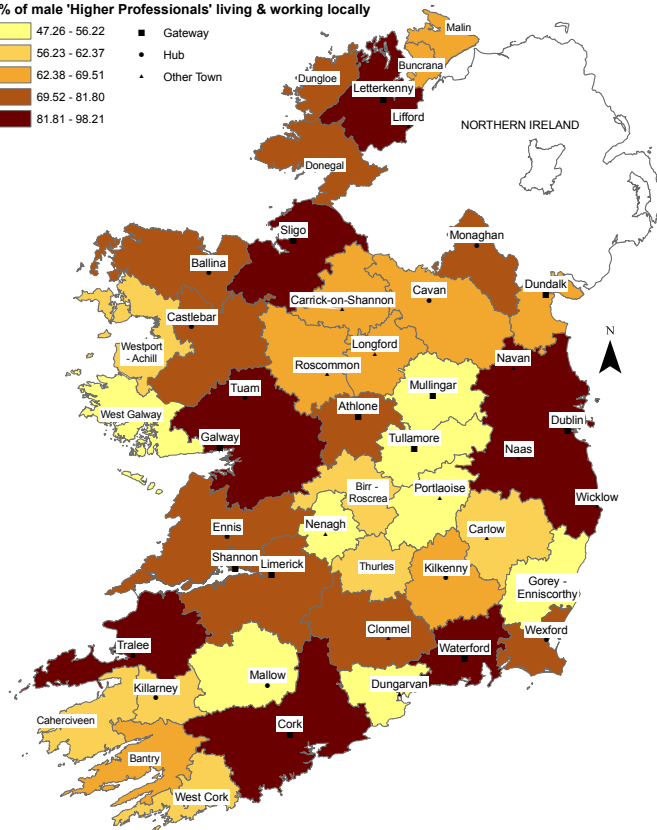 % of male 'Higher Professionals' living & working locally
47.26 - 56.22
56.23 - 62.37
62.38 - 69.51
69.52 - 81.80
81.81 - 98.21
Gateway
Hub
Other Town
Malin
Buncrana
Dungloe
Letterkenny
Lifford
NORTHERN IRELAND
Donegal
Sligo
Monaghan
Ballina
Cavan
Dundalk
Carrick-on-Shannon
Castlebar
N
Westport
- Achill
Longford
Navan
Roscommon
Tuam
Mullingar
West Galway
Athlone
Dublin
Galway
Tullamore
Naas
Birr -
Roscrea
Portlaoise
Wicklow
Ennis
Nenagh
Carlow
Shannon
Limerick
Thurles
Kilkenny
Gorey -
Enniscorthy
Clonmel
Wexford
Tralee
Waterford
Mallow
Dungarvan
Killarney
Caherciveen
Cork
Bantry
West Cork